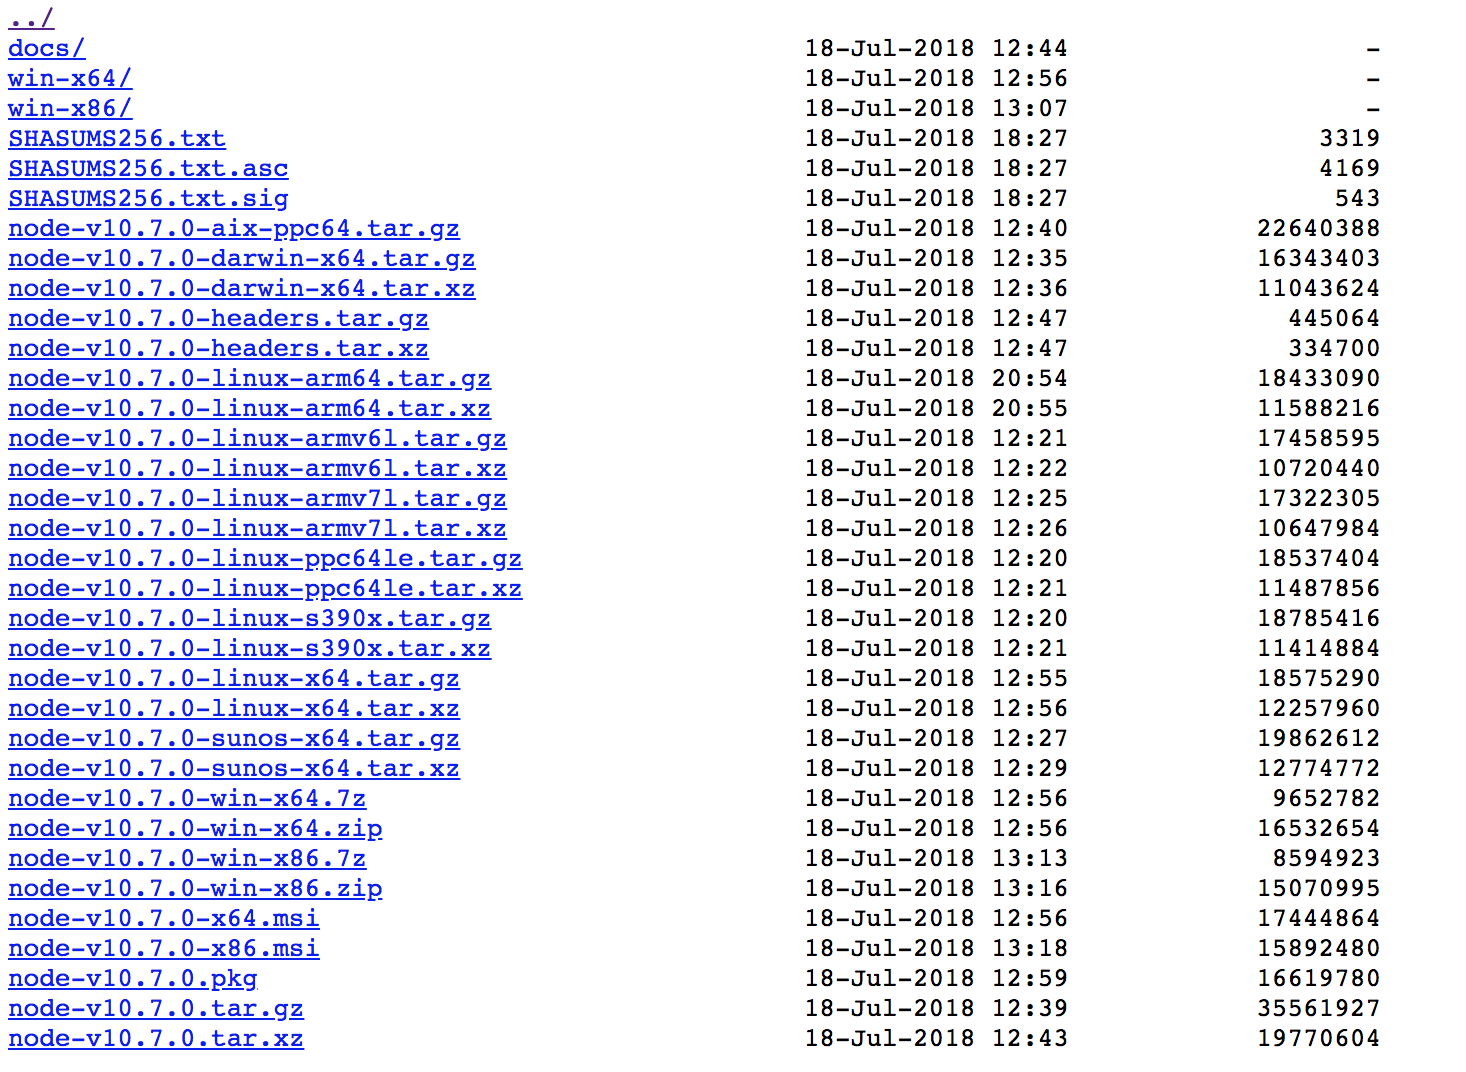 ../
docs/ 18-Jul-2018 12:44 -
win-x64/ 18-Jul-2018 12:56 -
win-x86/ 18-Jul-2018 13:07 -
SHASUMS256.txt 18-Jul-2018 18:27 3319
SHASUMS256.txt.asc 18-Jul-2018 18:27 4169
SHASUMS256.txt.sig 18-Jul-2018 18:27 543
node-v10.7.0-aix-ppc64.tar.gz 18-Jul-2018 12:40 22640388
node-v10.7.0-darwin-x64.tar.gz 18-Jul-2018 12:35 16343403
node-v10.7.0-darwin-x64.tar.xz 18-Jul-2018 12:36 11043624
node-v10.7.0-headers.tar.gz 18-Jul-2018 12:47 445064
node-v10.7.0-headers.tar.xz 18-Jul-2018 12:47 334700
node-v10.7.0-linux-arm64.tar.gz 18-Jul-2018 20:54 18433090
node-v10.7.0-linux-arm64.tar.xz 18-Jul-2018 20:55 11588216
node-v10.7.0-linux-armv6l.tar.gz 18-Jul-2018 12:21 17458595
node-v10.7.0-linux-armv6l.tar.xz 18-Jul-2018 12:22 10720440
node-v10.7.0-linux-armv7l.tar.gz 18-Jul-2018 12:25 17322305
node-v10.7.0-linux-armv7l.tar.xz 18-Jul-2018 12:26 10647984
node-v10.7.0-linux-ppc64le.tar.gz 18-Jul-2018 12:20 18537404
node-v10.7.0-linux-ppc64le.tar.xz 18-Jul-2018 12:21 11487856
node-v10.7.0-linux-s390x.tar.gz 18-Jul-2018 12:20 18785416
node-v10.7.0-linux-s390x.tar.xz 18-Jul-2018 12:21 11414884
node-v10.7.0-linux-x64.tar.gz 18-Jul-2018 12:55 18575290
node-v10.7.0-linux-x64.tar.xz 18-Jul-2018 12:56 12257960
node-v10.7.0-sunos-x64.tar.gz 18-Jul-2018 12:27 19862612
node-v10.7.0-sunos-x64.tar.xz 18-Jul-2018 12:29 12774772
node-v10.7.0-win-x64.7z 18-Jul-2018 12:56 9652782
node-v10.7.0-win-x64.zip 18-Jul-2018 12:56 16532654
node-v10.7.0-win-x86.7z 18-Jul-2018 13:13 8594923
node-v10.7.0-win-x86.zip 18-Jul-2018 13:16 15070995
node-v10.7.0-x64.msi 18-Jul-2018 12:56 17444864
node-v10.7.0-x86.msi 18-Jul-2018 13:18 15892480
node-v10.7.0.pkg 18-Jul-2018 12:59 16619780
node-v10.7.0.tar.gz 18-Jul-2018 12:39 35561927
node-v10.7.0.tar.xz 18-Jul-2018 12:43 19770604